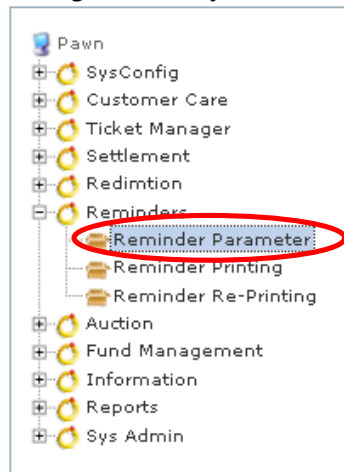 Pawn
SysConfig
Customer Care
Ticket Manager
Settlement
Redimtion
Reminders
Reminder Parameter
Reminder Printing
Reminder Re-Printing
Auction
Fund Management
Information
Reports
Sys Admin